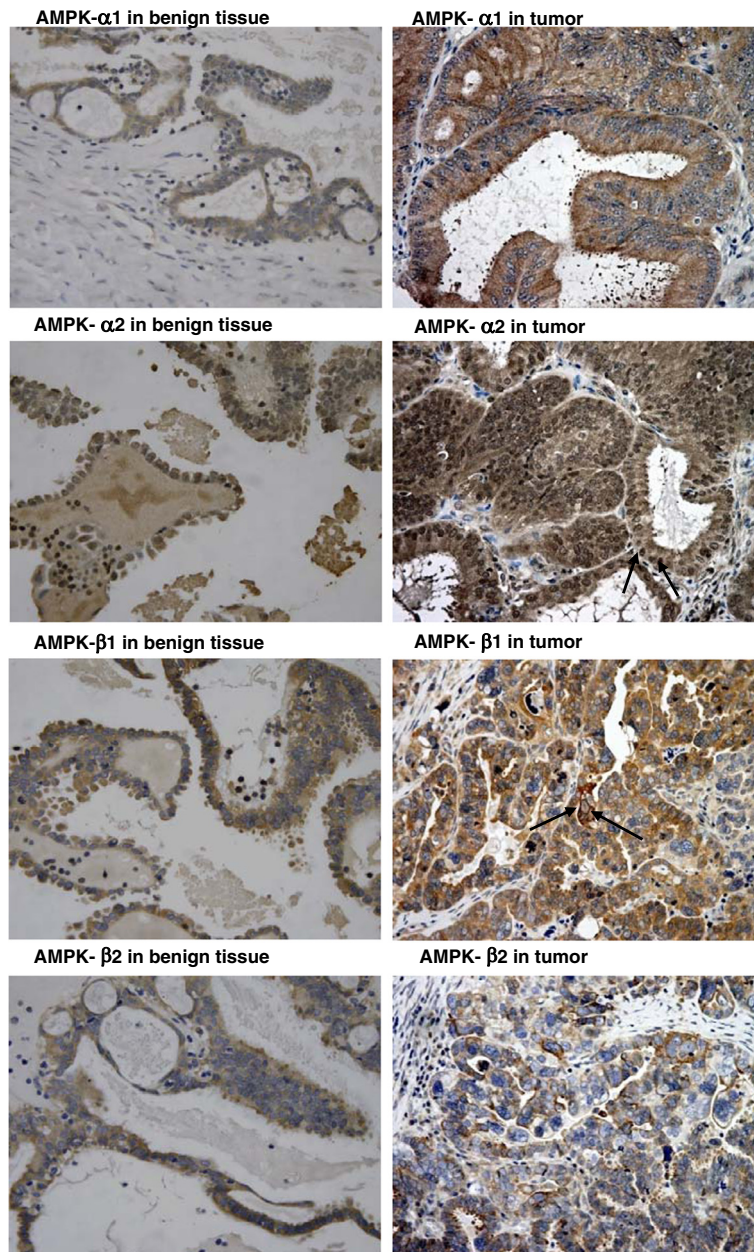 AMPK-α1 in benign tissue
AMPK- α1 in tumor
AMPK- α2 in benign tissue
AMPK- α2 in tumor
AMPK-β1 in benign tissue
AMPK- β1 in tumor
AMPK- β2 in benign tissue
AMPK- β2 in tumor